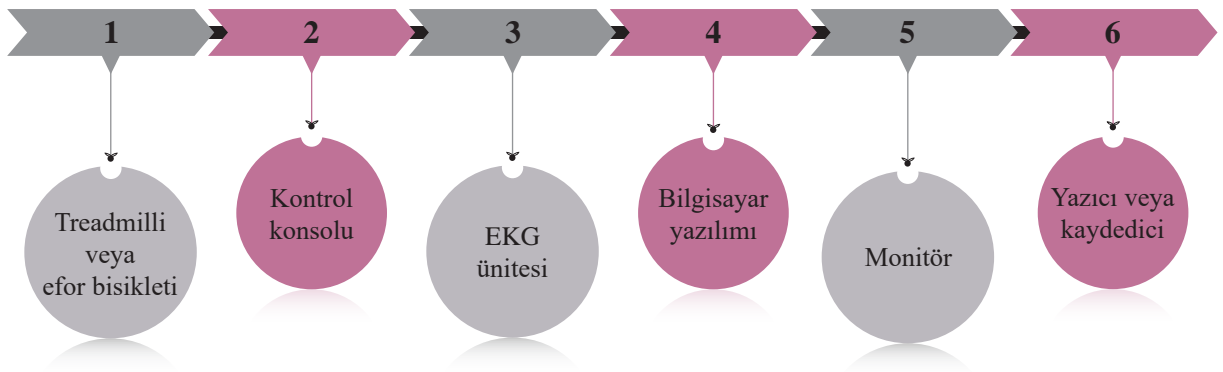 1
2
3
4
5
6
Treadmilli
veya
efor bisikleti
Kontrol
konsolu
EKG
ünitesi
Bilgisayar
yazılımı
Monitör
Yazıcı veya
kaydedici